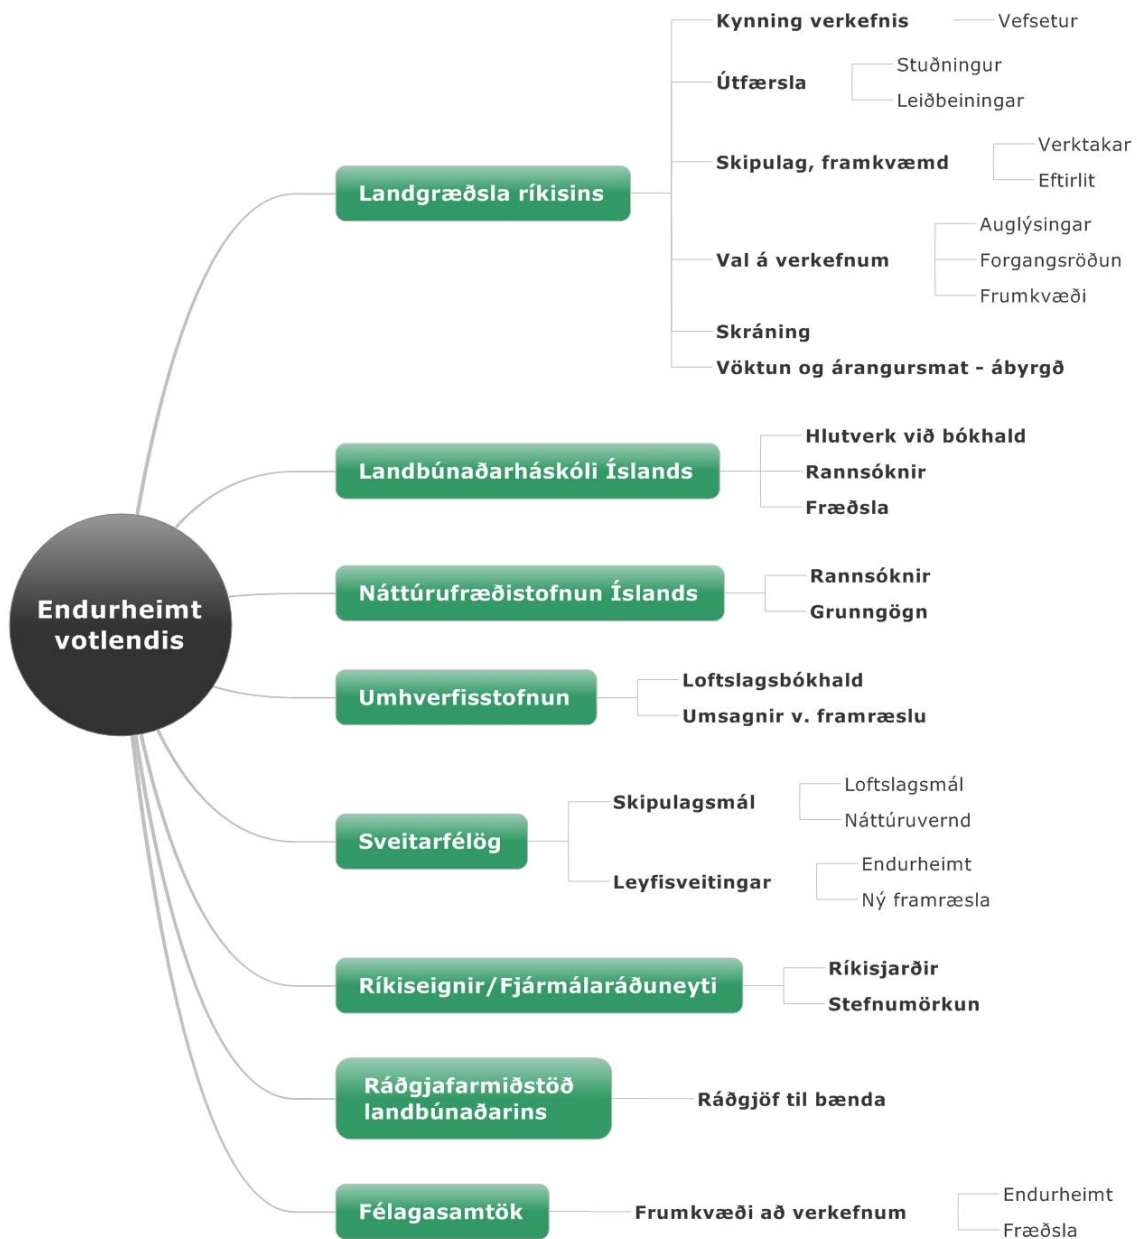 Endurheimt
votlendis
Landgræðsla ríkisins
Kynning verkefnis
Vefsetur
Útfærsla
Stuðningur
Leiðbeiningar
Skipulag, framkvæmd
Verktakar
Eftirlit
Val á verkefnum
Auglýsingar
Forgangsröðun
Frumkvæði
Skráning
Vöktun og árangursmat - ábyrgð
Landbúnaðarháskóli Íslands
Hlutverk við bókhald
Rannsóknir
Fræðsla
Náttúrufræðistofnun Íslands
Rannsóknir
Grunngögn
Umhverfisstofnun
Loftslagsbókhald
Umsagnir v. framræslu
Sveitarfélög
Skipulagsmál
Loftslagsmál
Náttúruvernd
Leyfisveitingar
Endurheimt
Ný framræsla
Ríkiseignir/Fjármálaráðuneyti
Ríkisjarðir
Stefnumörkun
Ráðgjafarmiðstöð
landbúnaðarins
Ráðgjöf til bænda
Félagasamtök
Frumkvæði að verkefnum
Endurheimt
Fræðsla